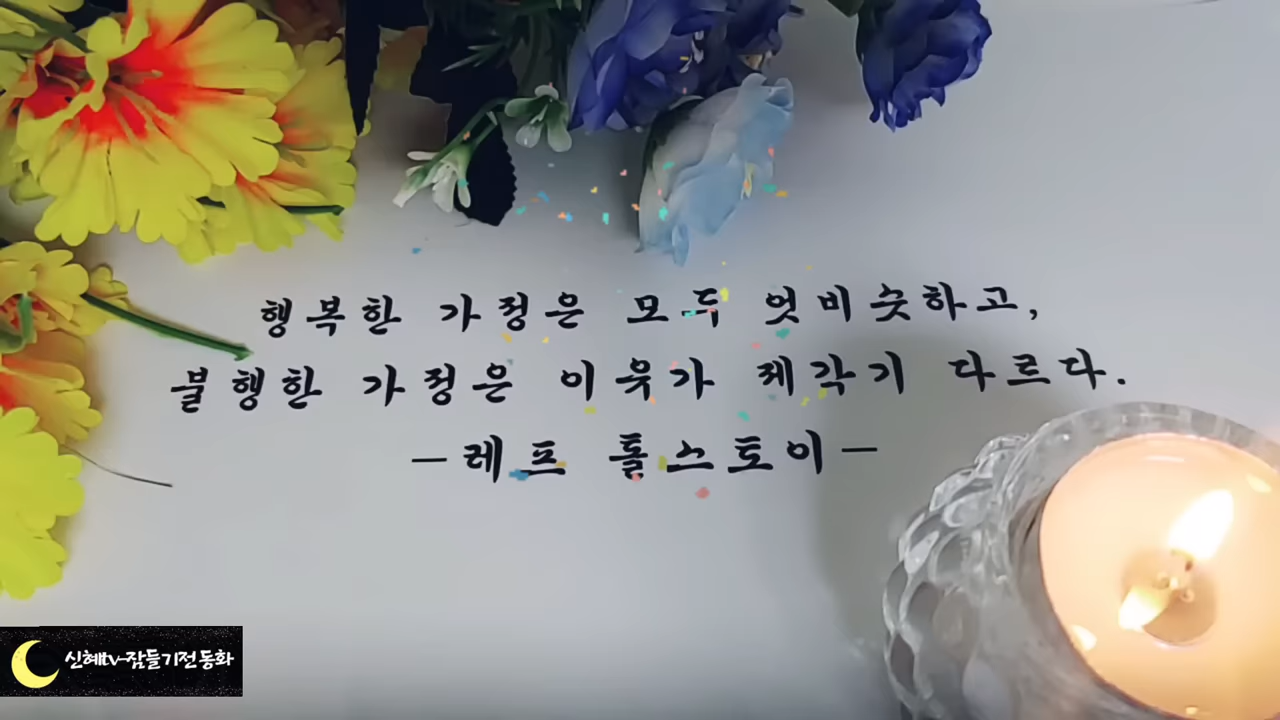 행복한 가정은 모두 엇비슷하고,
불행한 가정은 이유가 제각기 다르다.
-레프 톨스토이-
신혜tv-잠들기전동화